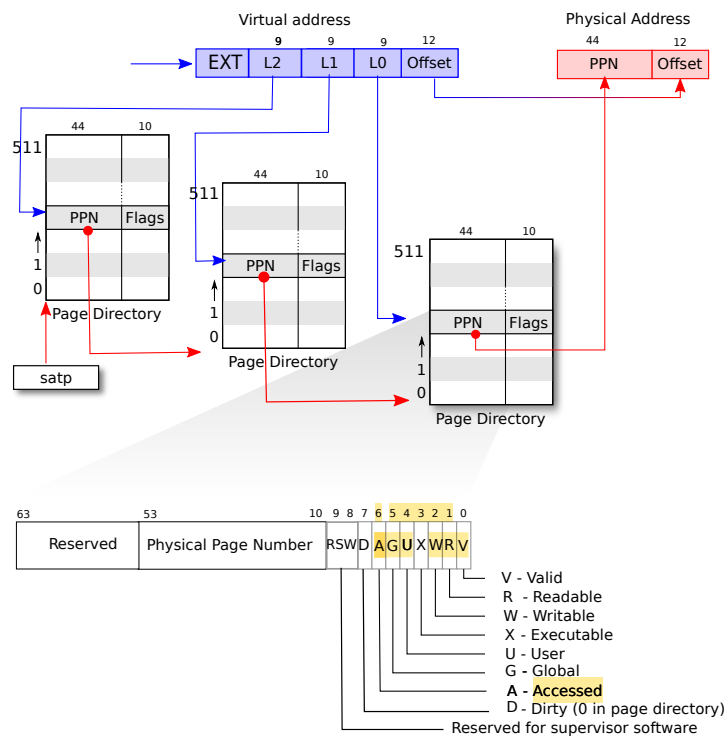 Virtual address
Physical Address
9 9 9 12
44 12
EXT L2 L1 L0 Offset
PPN Offset
44 10
511
PPN Flags
1
0
Page Directory
satp
44 10
511
PPN Flags
1
0
Page Directory
44 10
511
PPN Flags
1
0
Page Directory
63 53 10 9 8 7 6 5 4 3 2 1 0
Reserved Physical Page Number RSW D A G U X W R V
V - Valid
R - Readable
W - Writable
X - Executable
U - User
G - Global
A - Accessed
D - Dirty (0 in page directory)
Reserved for supervisor software